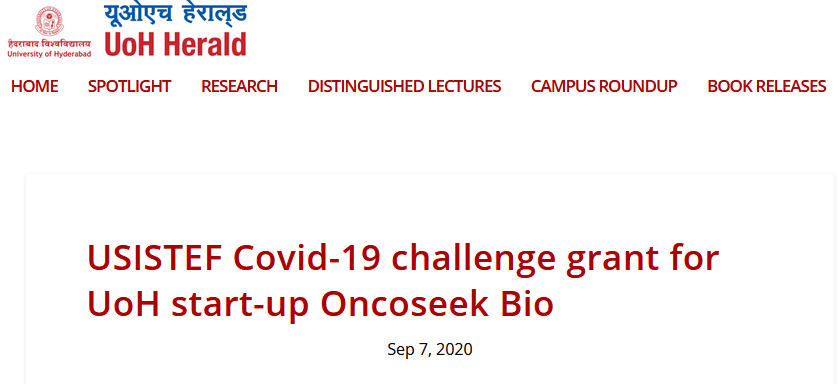 यूओएच हेराल्ड
हैदराबाद विश्वविद्यालय
University of Hyderabad
UoH Herald
HOME SPOTLIGHT RESEARCH DISTINGUISHED LECTURES CAMPUS ROUNDUP BOOK RELEASES
USISTEF Covid-19 challenge grant for
UoH start-up Oncoseek Bio
Sep 7, 2020